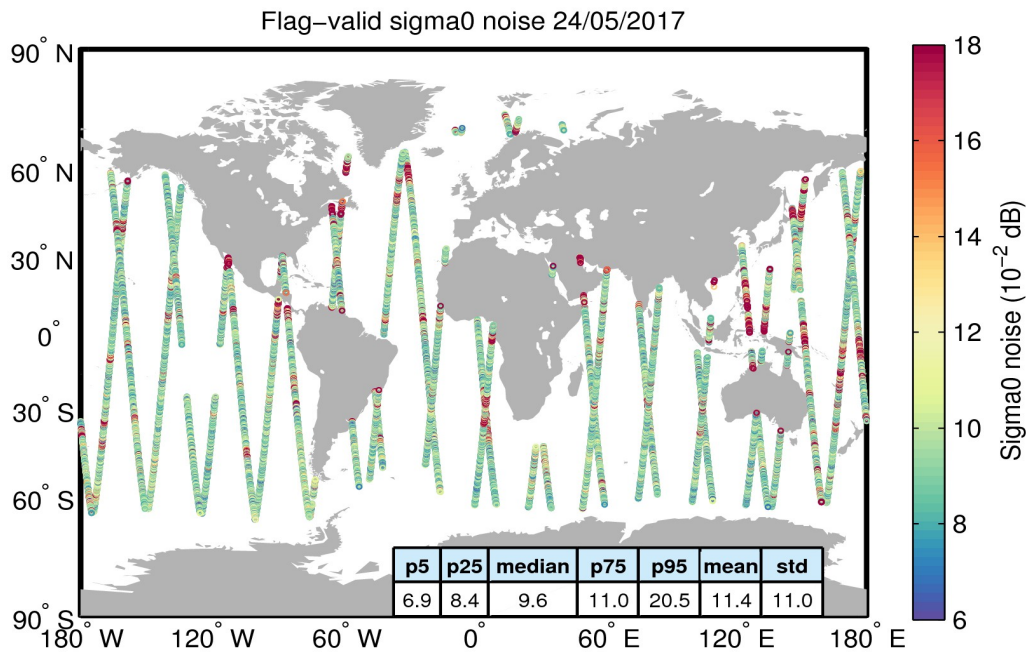 Flag−valid sigma0 noise 24/05/2017
90° N
60° N
30° N
0°
30° S
60° S
90° S
180° W
120° W
60° W
0°
60° E
120° E
180° E
p5 p25 median p75 p95 mean std
6.9 8.4 9.6 11.0 20.5 11.4 11.0
18
16
14
12
10
8
6
Sigma0 noise (10⁻² dB)